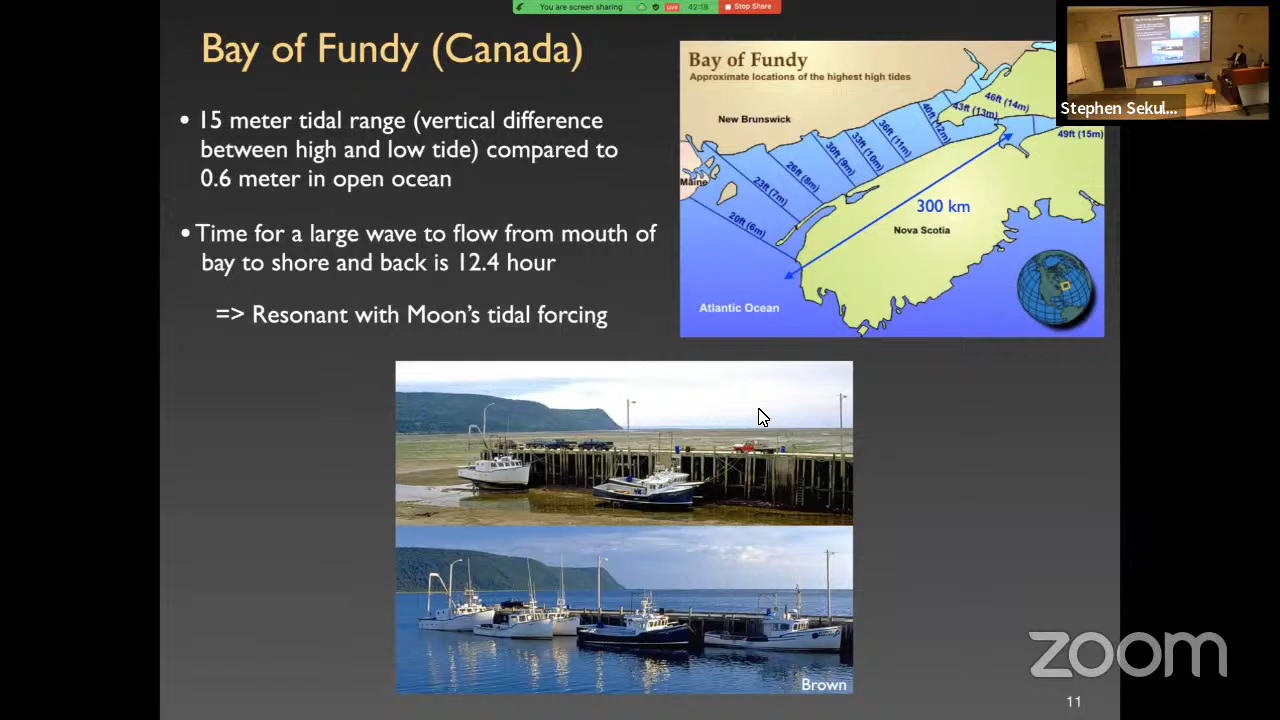 You are screen sharing
LIVE
42:18
Stop Share
Bay of Fundy (Canada)
• 15 meter tidal range (vertical difference
between high and low tide) compared to
0.6 meter in open ocean
• Time for a large wave to flow from mouth of
bay to shore and back is 12.4 hour
=> Resonant with Moon's tidal forcing
Bay of Fundy
Approximate locations of the highest high tides
New Brunswick
Maine
20ft (6m)
23ft (7m)
26ft (8m)
30ft (9m)
33ft (10m)
36ft (11m)
40ft (12m)
43ft (13m)
46ft (14m)
49ft (15m)
300 km
Nova Scotia
Atlantic Ocean
Stephen Sekul...
Brown
zoom
11